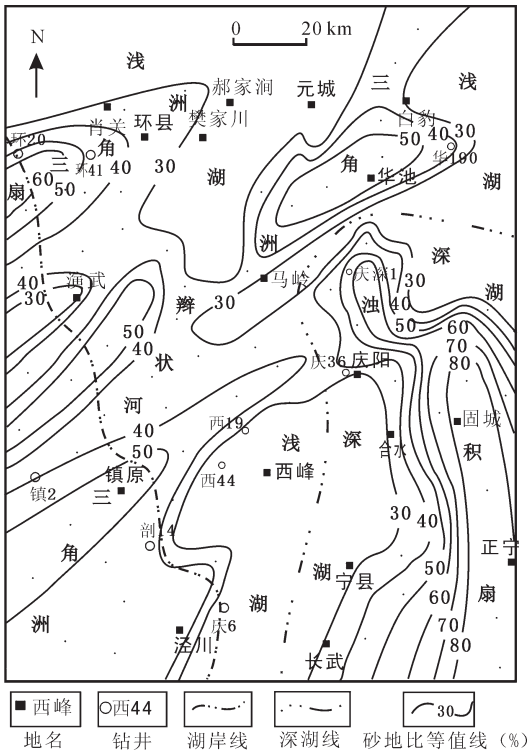 N
0 20 km
浅
洲
郝家涧
元城
三
浅
肖关
环县
樊家川
白豹
环20
角
50 40 30
三
环41
40
30
角
华190
60
50
湖
华池
湖
扇
洲
深
庆深1
40
马岭
30
湖
30
演武
辫
30
浊
40
50
60
50
70
40
状
庆36
庆阳
80
河
固城
40
西19
浅
深
合水
50
西44
西峰
积
镇原
镇2
三
剖14
30
40
正宁
角
湖
宁县
50
洲
湖
60
扇
庆6
70
泾川
长武
80
西峰
西44
30
地名
钻井
湖岸线
深湖线
砂地比等值线 (%)